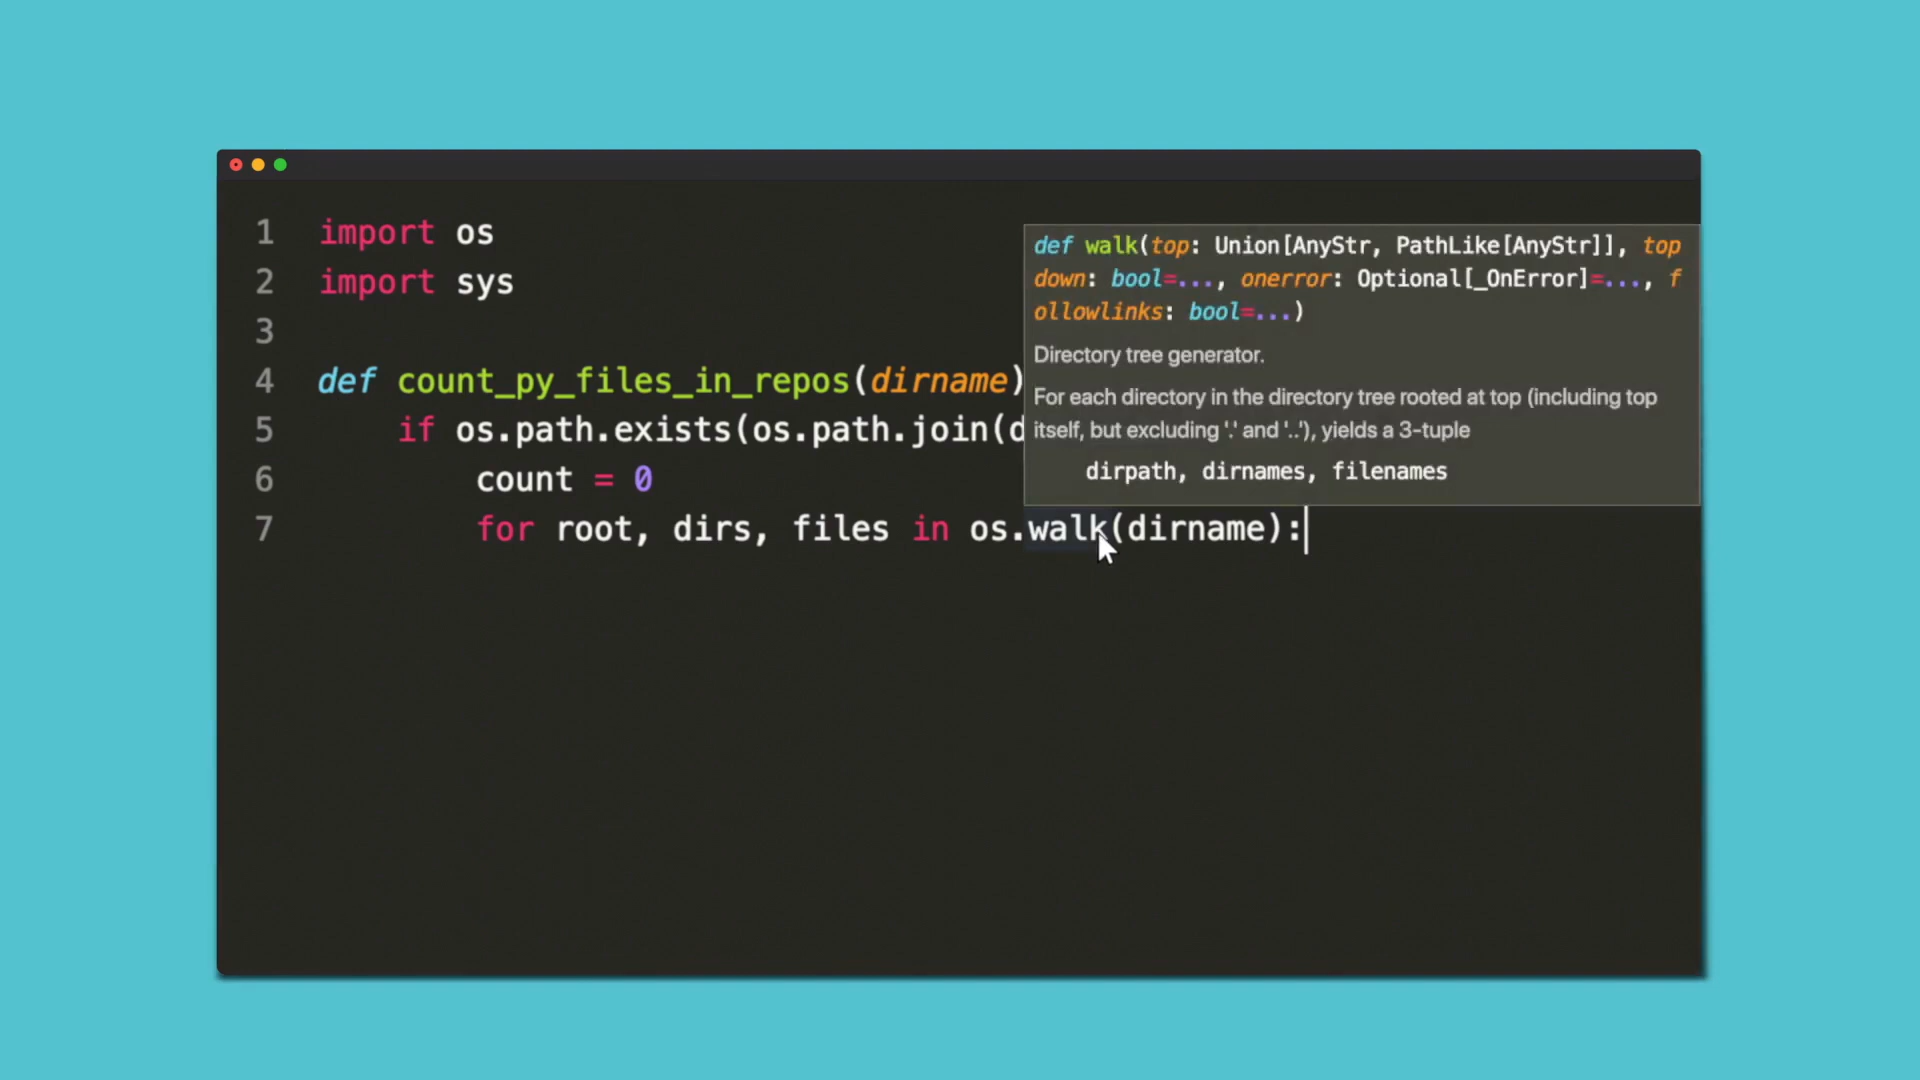 1 import os
2 import sys
3
4 def count_py_files_in_repos(dirname)
5 if os.path.exists(os.path.join(d
6 count = 0
7 for root, dirs, files in os.walk(dirname):
def walk(top: Union[AnyStr, PathLike[AnyStr]], top
down: bool=..., onerror: Optional[_OnError]=..., f
ollowlinks: bool=...)
Directory tree generator.
For each directory in the directory tree rooted at top (including top
itself, but excluding '.' and '..'), yields a 3-tuple
dirpath, dirnames, filenames